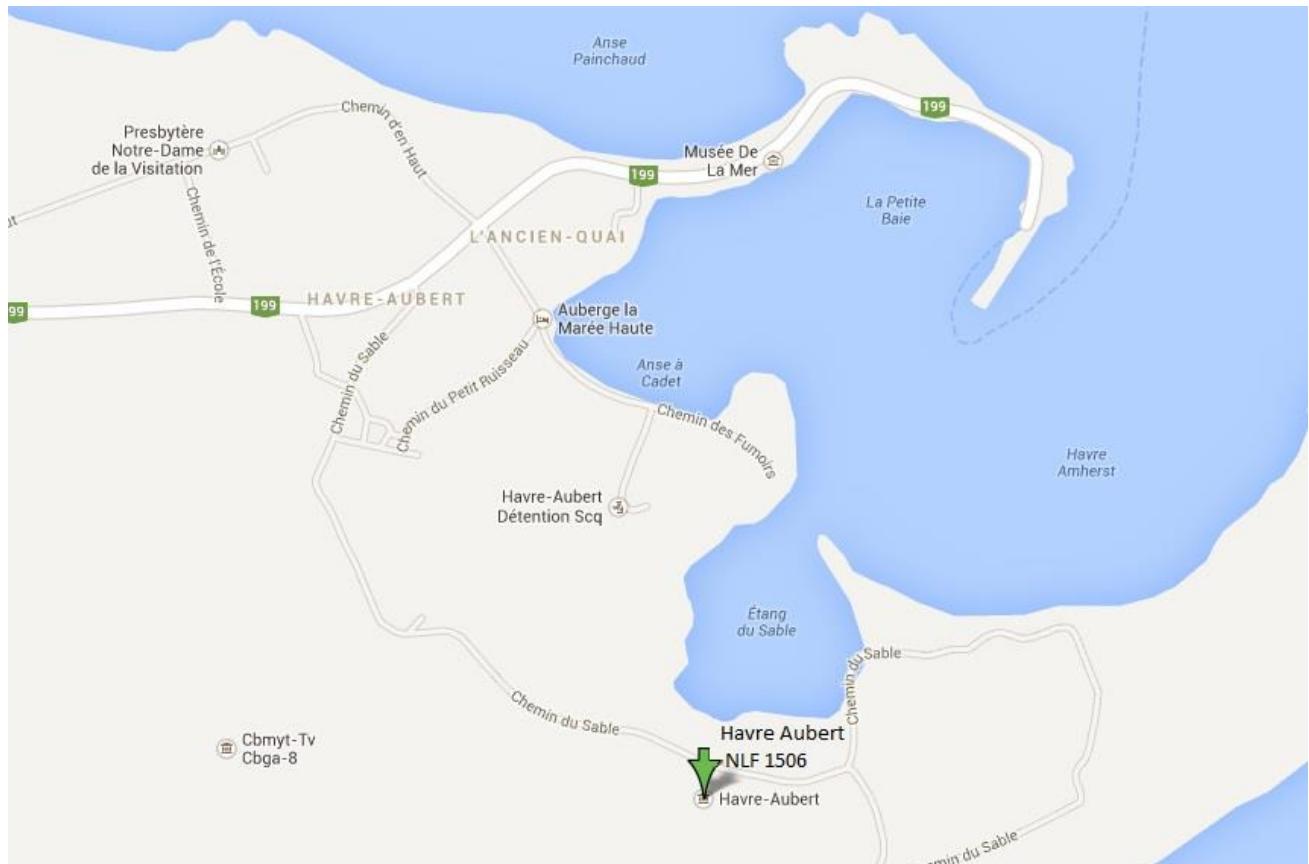 Anse
Painchaud
199
Chemin d'en Haut
Presbytère
Notre-Dame
de la Visitation
Musée De
La Mer
199
La Petite
Baie
Chemin de l'École
L'ANCIEN-QUAI
199
HAVRE-AUBERT
99
Auberge la
Marée Haute
Chemin du Sable
Chemin du Petit Ruisseau
Anse à
Cadet
Chemin des Fumoirs
Havre
Amherst
Havre-Aubert
Détention Scq
Étang
du Sable
Chemin du Sable
Chemin du Sable
Chemin du Sable
Cbmyt-Tv
Cbga-8
Havre Aubert
NLF 1506
Havre-Aubert
Chemin du Sable